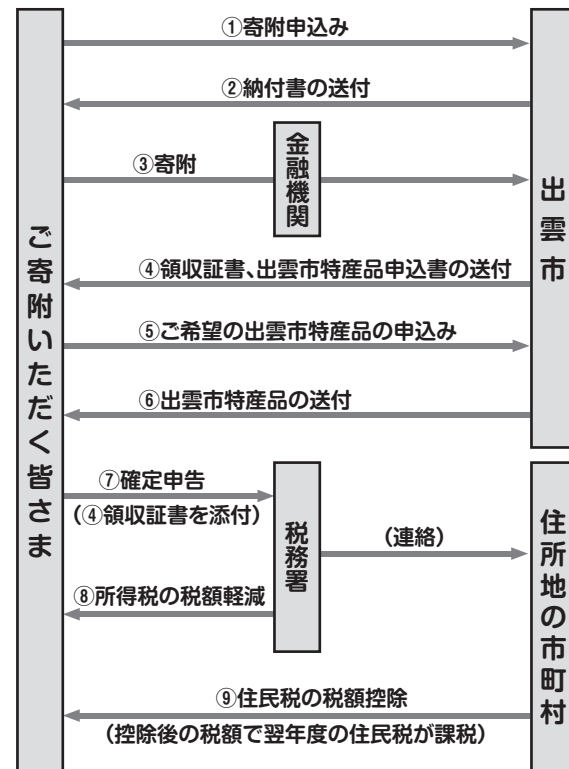 ①寄附申込み
②納付書の送付
③寄附
金融機関
出雲市
④領収証書、出雲市特産品申込書の送付
⑤ご希望の出雲市特産品の申込み
⑥出雲市特産品の送付
ご寄附いただく皆さま
⑦確定申告
(④領収証書を添付)
税務署
(連絡)
⑧所得税の税額軽減
住所地の市町村
⑨住民税の税額控除
(控除後の税額で翌年度の住民税が課税)